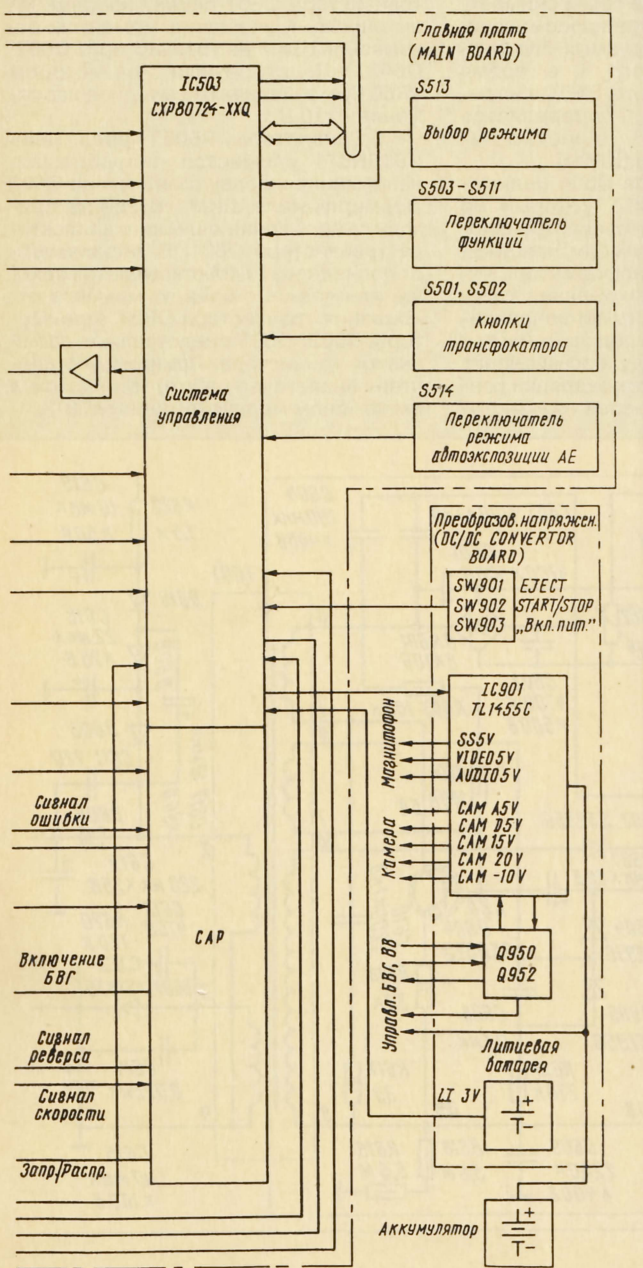 Главная плата
(MAIN BOARD)
IC503
CXP80724-XXQ
S513
Выбор режима
S503-S511
Переключатель
функций
S501, S502
Кнопки
трансфокатора
Система
управления
S514
Переключатель
режима
автоэкспозиции АЕ
Преобразов. напряжен.
(DC/DC CONVERTOR
BOARD)
SW901 EJECT
SW902 START/STOP
SW903 „Вкл. пит.”
IC901
TL1455C
Магнитофон
SS5V
VIDEO5V
AUDIO5V
Камера
CAM A5V
CAM D5V
CAM 15V
CAM 20V
CAM -10V
Сигнал
ошибки
САР
Включение
БВГ
Управл. БВГ, ВВ
Q950
Q952
Сигнал
реверса
Сигнал
скорости
Литиевая
батарея
LI 3V
+
-
Запр./Распр.
Аккумулятор
+
-